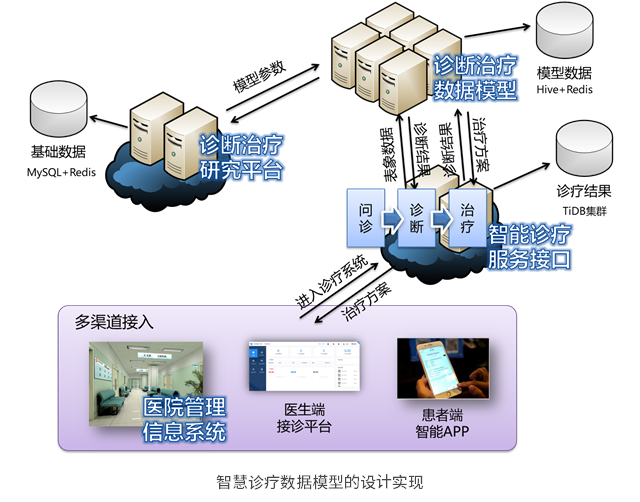 诊断治疗
数据模型
模型数据
Hive+Redis
模型参数
基础数据
MySQL+Redis
诊断治疗
研究平台
表象数据
诊断结果
诊断结果
治疗方案
诊疗结果
TiDB集群
问诊
诊断
治疗
智能诊疗
服务接口
进入诊疗系统
治疗方案
多渠道接入
医院管理
信息系统
医生端
接诊平台
患者端
智能APP
智慧诊疗数据模型的设计实现